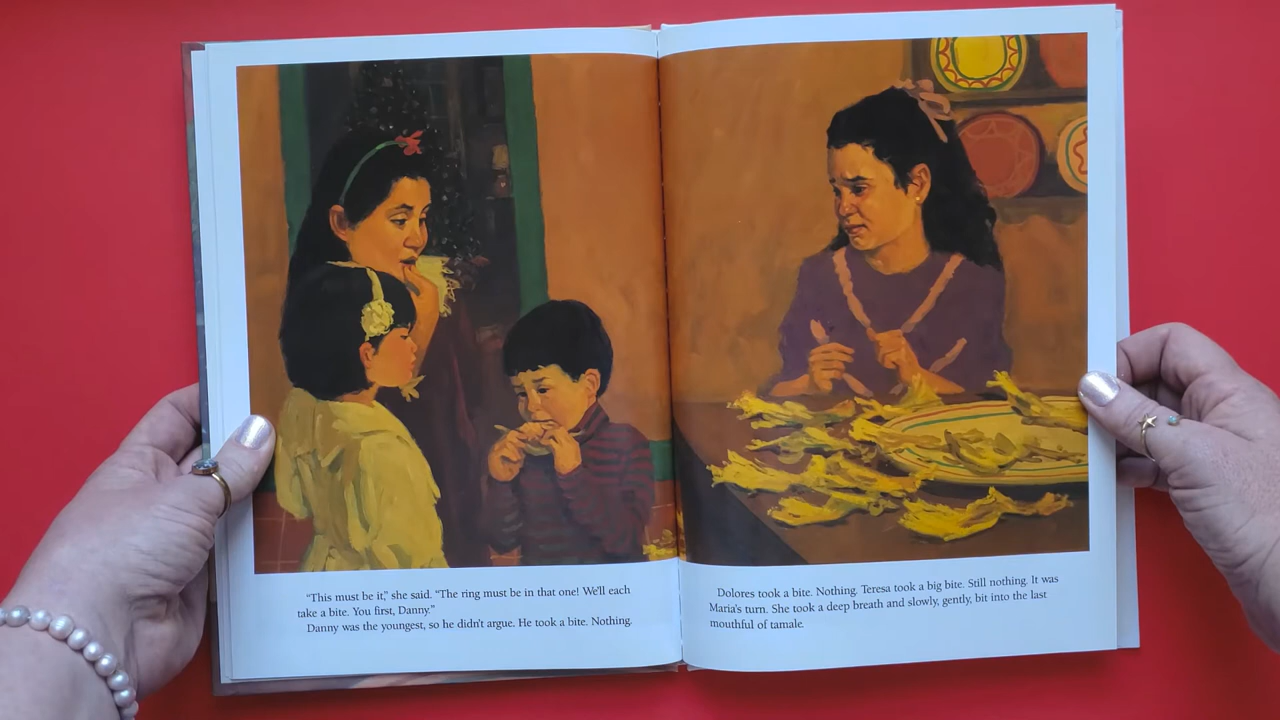 "This must be it," she said. "The ring must be in that one! We'll each
take a bite. You first, Danny."
Danny was the youngest, so he didn't argue. He took a bite. Nothing.
Dolores took a bite. Nothing. Teresa took a big bite. Still nothing. It was
Maria's turn. She took a deep breath and slowly, gently, bit into the last
mouthful of tamale.